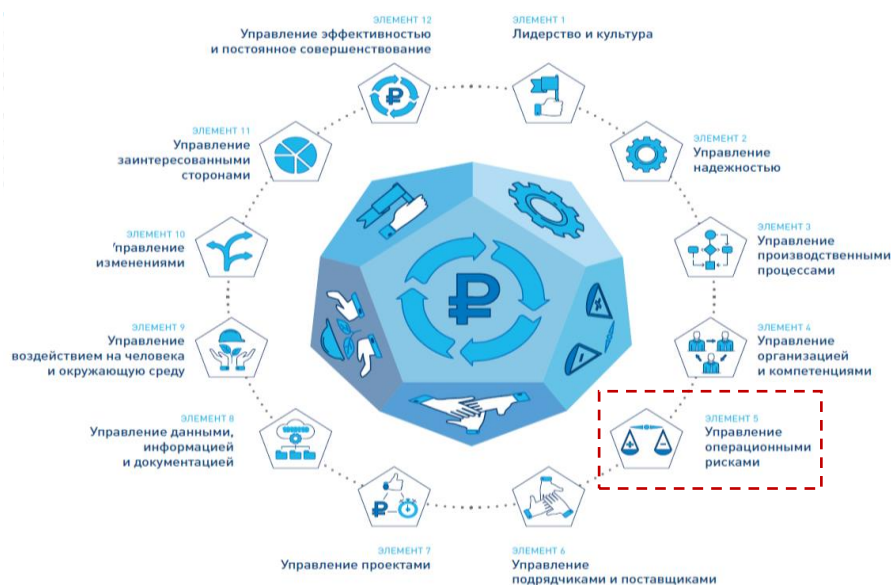 ЭЛЕМЕНТ 12
Управление эффективностью
и постоянное совершенствование
ЭЛЕМЕНТ 1
Лидерство и культура
ЭЛЕМЕНТ 2
Управление
надежностью
ЭЛЕМЕНТ 3
Управление
производственными
процессами
ЭЛЕМЕНТ 4
Управление
организацией
и компетенциями
ЭЛЕМЕНТ 5
Управление
операционными
рисками
ЭЛЕМЕНТ 6
Управление
подрядчиками и поставщиками
ЭЛЕМЕНТ 7
Управление проектами
ЭЛЕМЕНТ 8
Управление данными,
информацией
и документацией
ЭЛЕМЕНТ 9
Управление
воздействием на человека
и окружающую среду
ЭЛЕМЕНТ 10
'правление
изменениями
ЭЛЕМЕНТ 11
Управление
заинтересованными
сторонами
₽
₽
₽